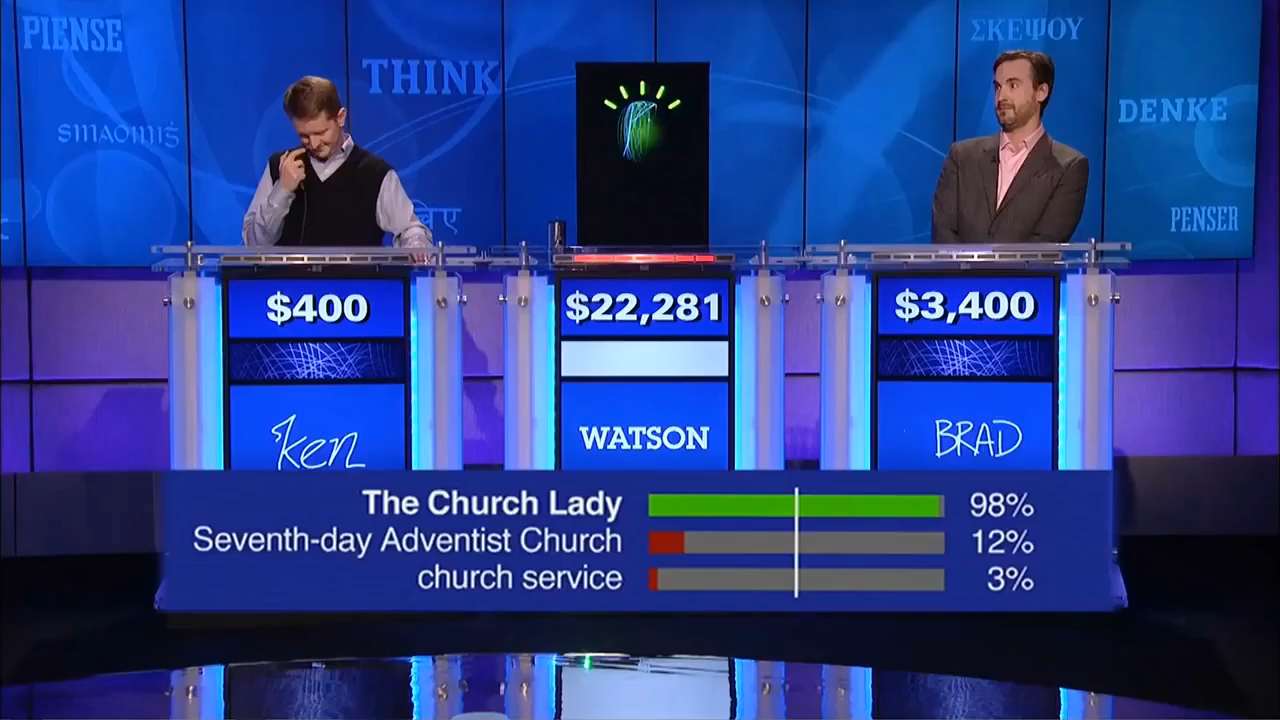 PIENSE
THINK
ΣΚΕΨΟΥ
DENKE
SMAOINIGH
PENSER
$400
$22,281
$3,400
Ken
WATSON
BRAD
The Church Lady 98%
Seventh-day Adventist Church 12%
church service 3%